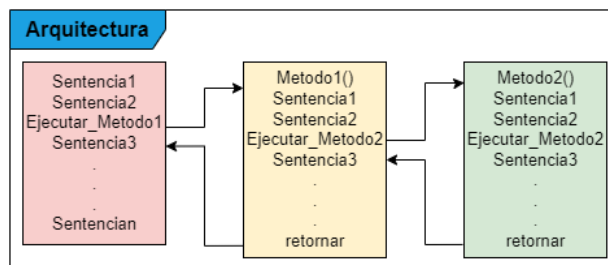 Arquitectura
Sentencia1
Sentencia2
Ejecutar_Metodo1
Sentencia3
.
.
.
Sentencian
Metodo1()
Sentencia1
Sentencia2
Ejecutar_Metodo2
Sentencia3
.
.
.
retornar
Metodo2()
Sentencia1
Sentencia2
Ejecutar_Metodo2
Sentencia3
.
.
.
retornar